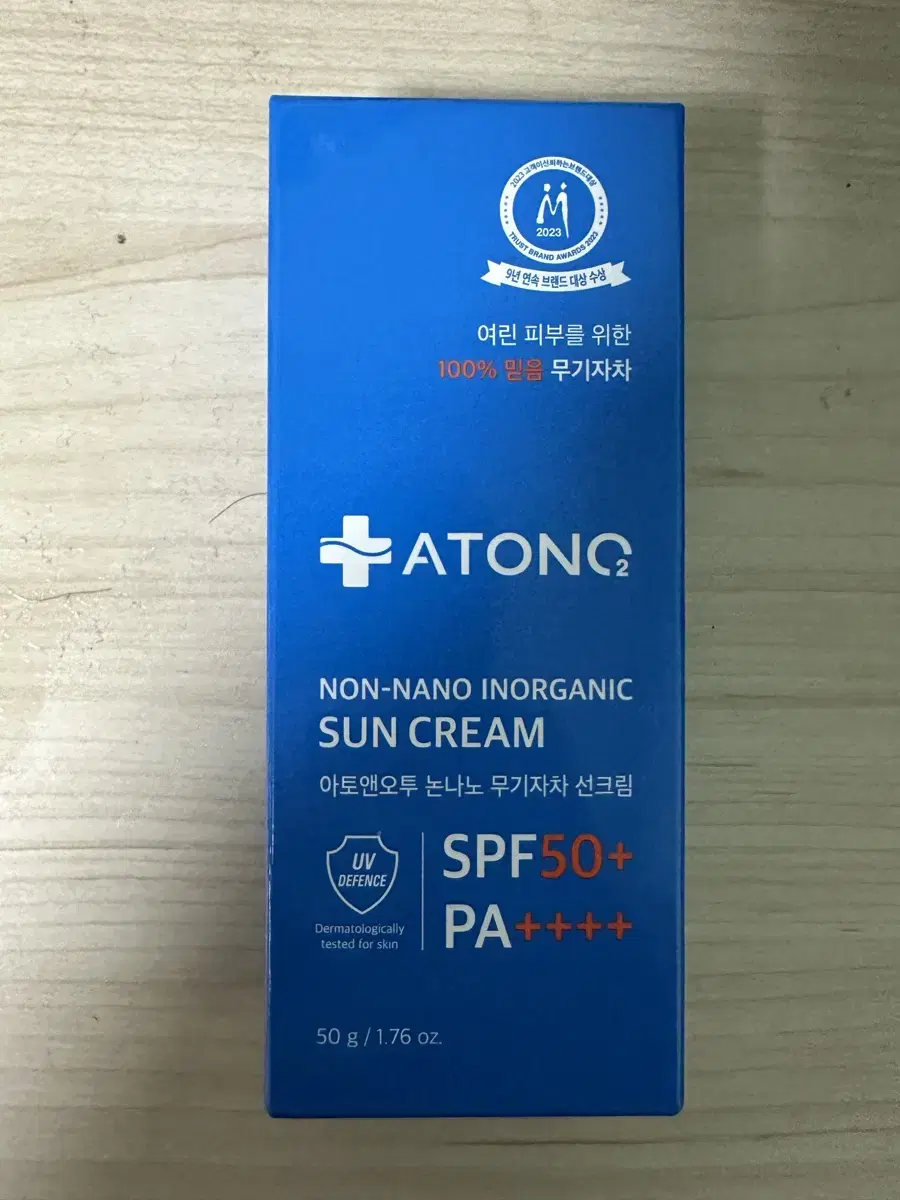 2023 고객이신뢰하는브랜드대상
2023
TRUST BRAND AWARDS 2023
9년 연속 브랜드 대상 수상
여린 피부를 위한
100% 믿음 무기자차
ATONO2
NON-NANO INORGANIC
SUN CREAM
아토앤오투 논나노 무기자차 선크림
UV
DEFENCE
Dermatologically
tested for skin
SPF50+
PA++++
50 g / 1.76 oz.